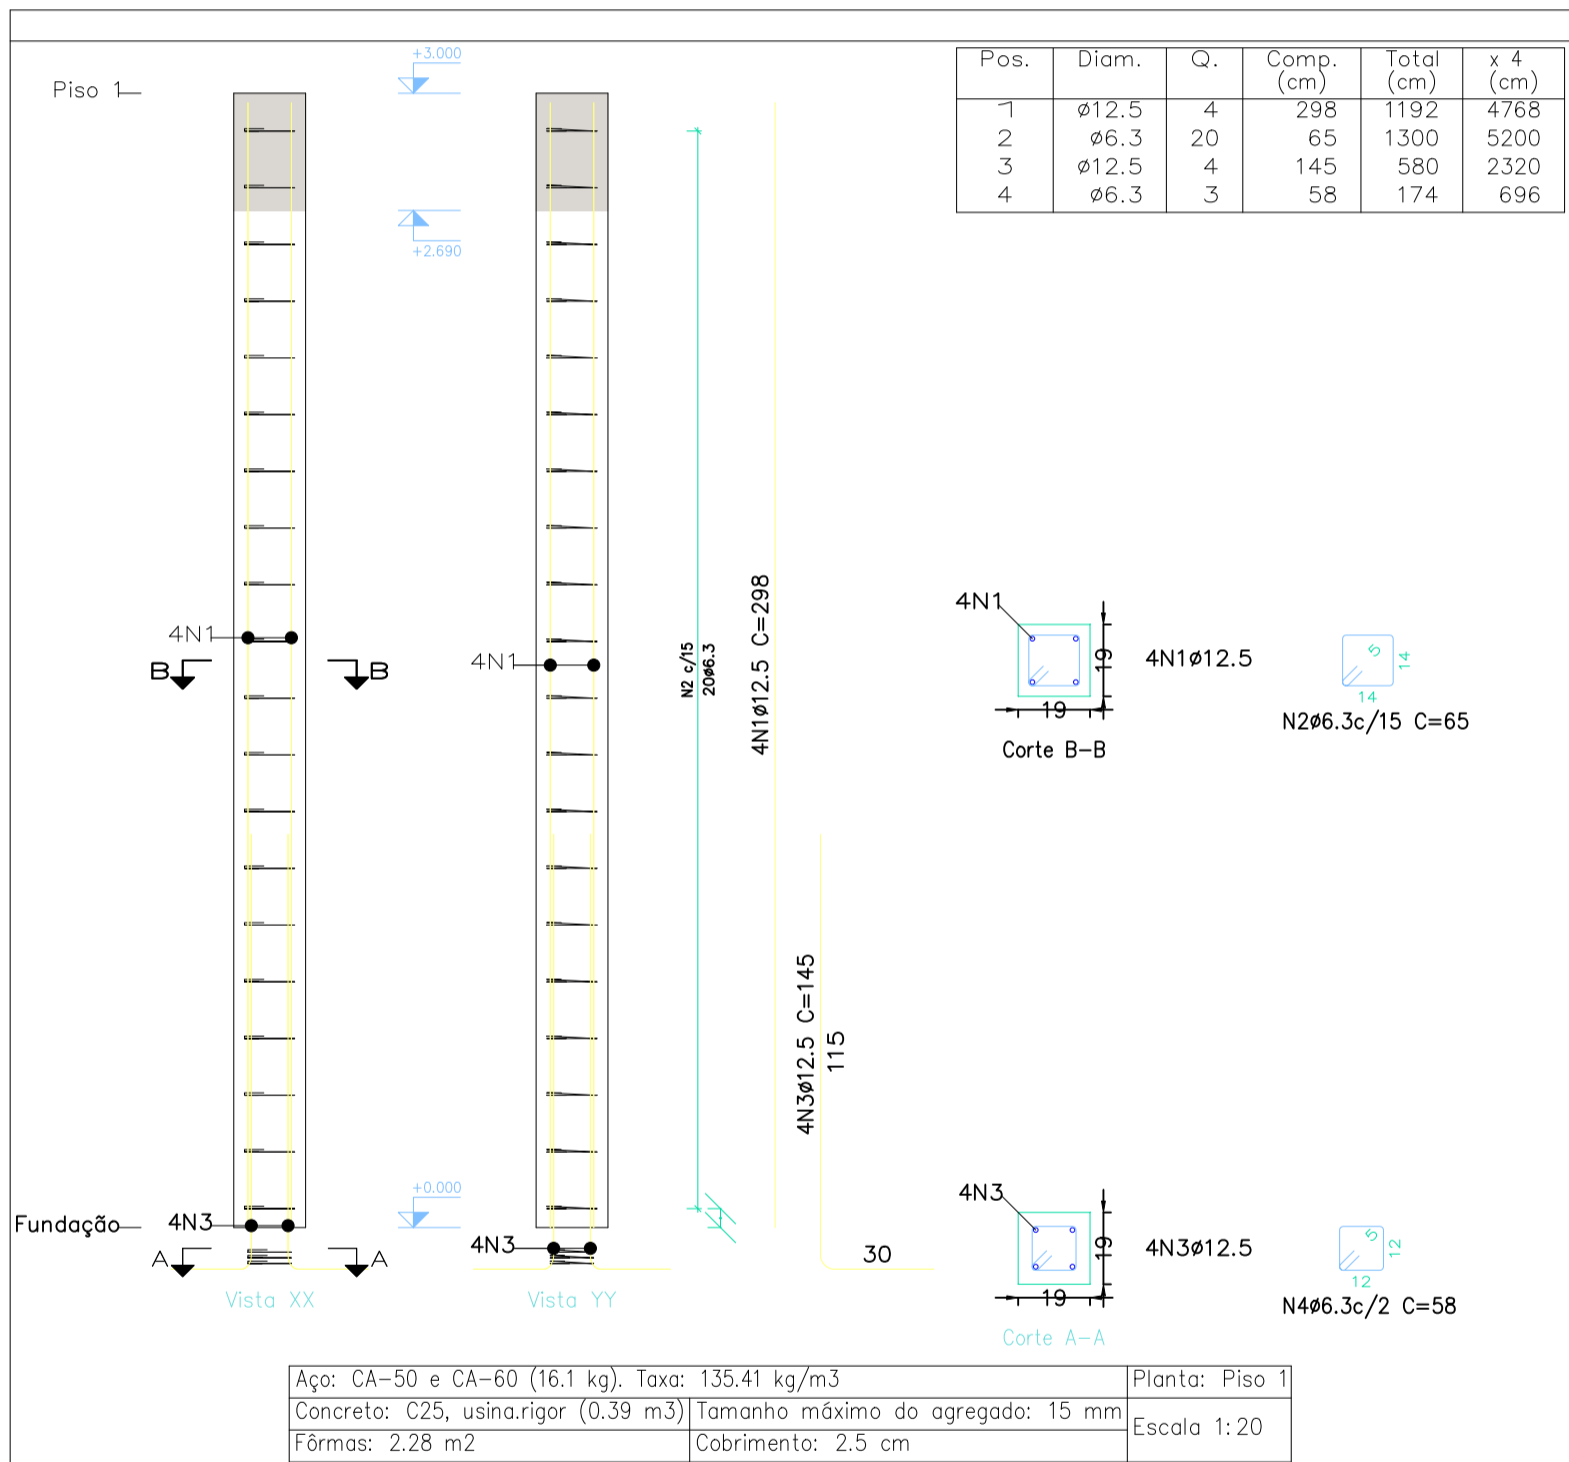 Pos. Diam. Q. Comp. (cm) Total (cm) x 4 (cm)
1 ø12.5 4 298 1192 4768
2 ø6.3 20 65 1300 5200
3 ø12.5 4 145 580 2320
4 ø6.3 3 58 174 696
Piso 1
+3.000
+2.690
4N1
B B
4N1
N2 c/15
20ø6.3
4N1ø12.5 C=298
4N1
19
19
Corte B-B
4N1ø12.5
5
14
14
N2ø6.3c/15 C=65
4N3ø12.5 C=145
115
30
+0.000
Fundação
4N3
4N3
A A
Vista XX
Vista YY
4N3
19
19
Corte A-A
4N3ø12.5
5
12
12
N4ø6.3c/2 C=58
Aço: CA-50 e CA-60 (16.1 kg). Taxa: 135.41 kg/m3
Planta: Piso 1
Concreto: C25, usina.rigor (0.39 m3)
Tamanho máximo do agregado: 15 mm
Escala 1:20
Fôrmas: 2.28 m2
Cobrimento: 2.5 cm